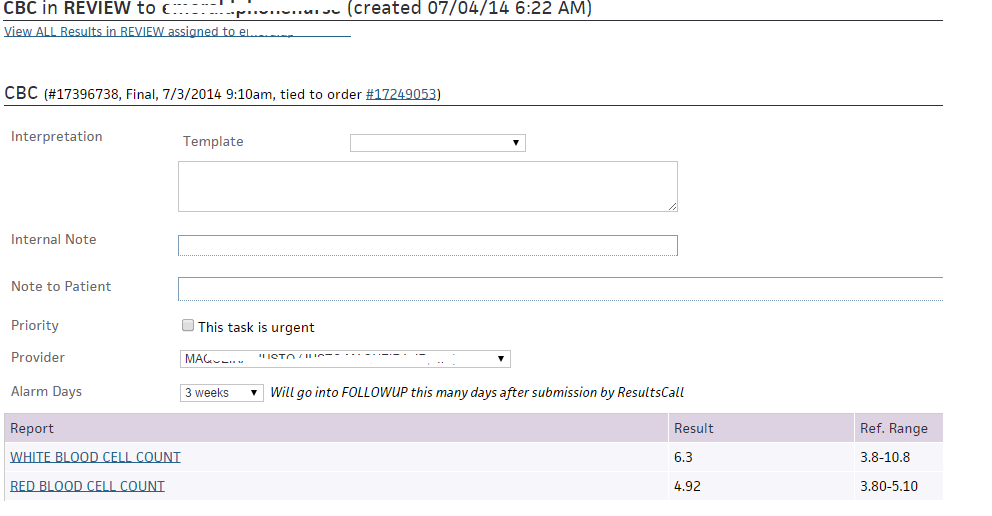 CBC in REVIEW to (created 07/04/14 6:22 AM)
View ALL Results in REVIEW assigned to
CBC (#17396738, Final, 7/3/2014 9:10am, tied to order #17249053)
Interpretation Template
Internal Note
Note to Patient
Priority This task is urgent
Provider
Alarm Days 3 weeks Will go into FOLLOWUP this many days after submission by ResultsCall
Report Result Ref. Range
WHITE BLOOD CELL COUNT 6.3 3.8-10.8
RED BLOOD CELL COUNT 4.92 3.80-5.10